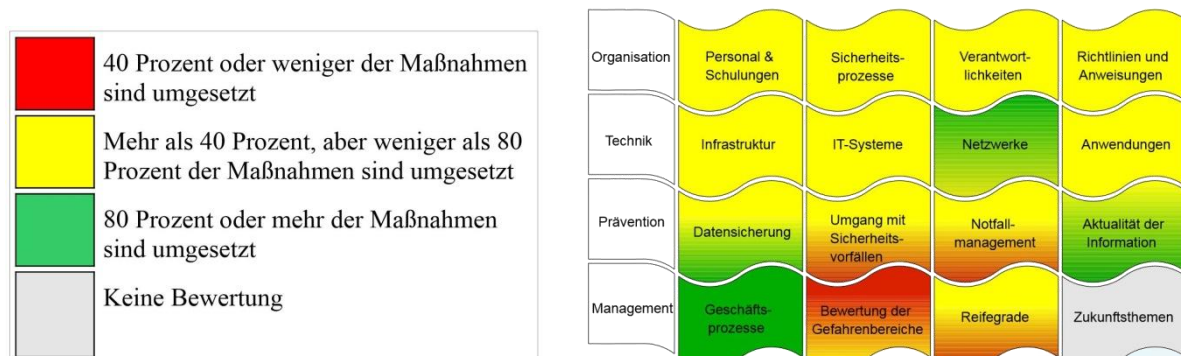 40 Prozent oder weniger der Maßnahmen
sind umgesetzt
Mehr als 40 Prozent, aber weniger als 80
Prozent der Maßnahmen sind umgesetzt
80 Prozent oder mehr der Maßnahmen
sind umgesetzt
Keine Bewertung
Organisation
Personal &
Schulungen
Sicherheits-
prozesse
Verantwort-
lichkeiten
Richtlinien und
Anweisungen
Technik
Infrastruktur
IT-Systeme
Netzwerke
Anwendungen
Prävention
Datensicherung
Umgang mit
Sicherheits-
vorfällen
Notfall-
management
Aktualität der
Information
Management
Geschäfts-
prozesse
Bewertung der
Gefahrenbereiche
Reifegrade
Zukunftsthemen